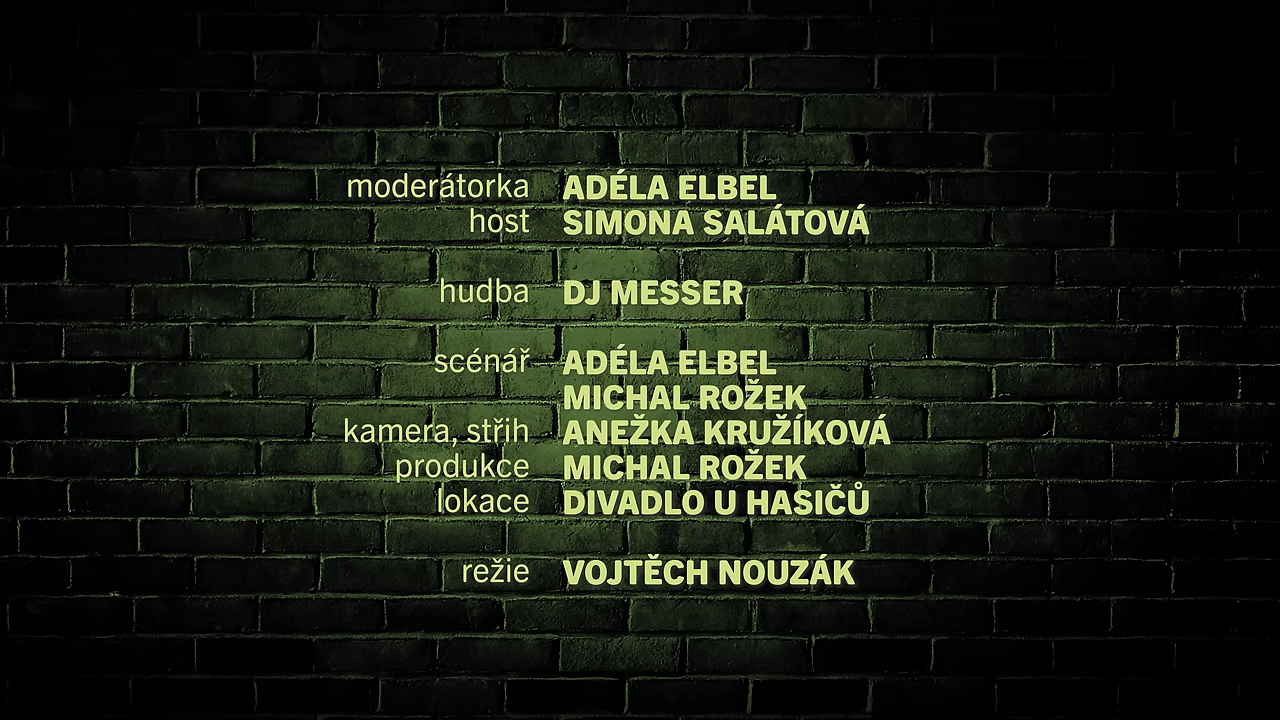 moderátorka ADÉLA ELBEL
host SIMONA SALÁTOVÁ
hudba DJ MESSER
scénář ADÉLA ELBEL
MICHAL ROŽEK
kamera, střih ANEŽKA KRUŽÍKOVÁ
produkce MICHAL ROŽEK
lokace DIVADLO U HASIČŮ
režie VOJTĚCH NOUZÁK